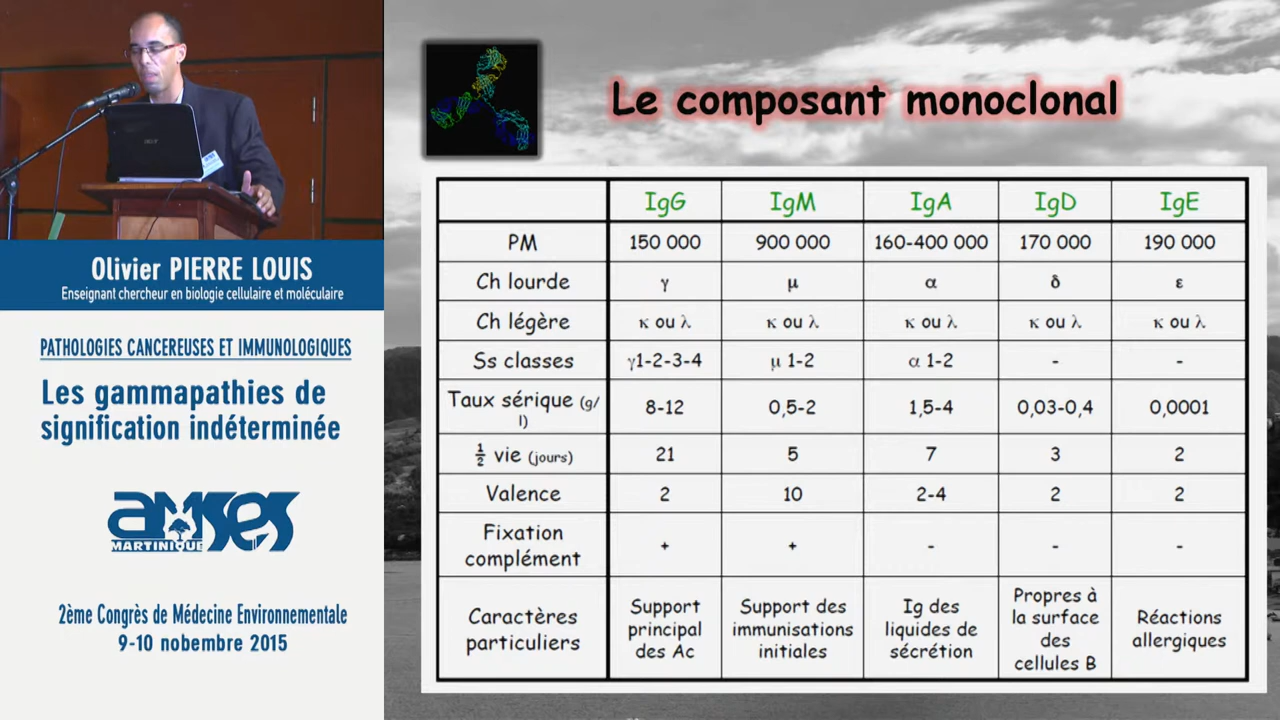 Le composant monoclonal
IgG IgM IgA IgD IgE
PM 150 000 900 000 160-400 000 170 000 190 000
Ch lourde γ μ α δ ε
Ch légère κ ou λ κ ou λ κ ou λ κ ou λ κ ou λ
Ss classes γ1-2-3-4 μ 1-2 α 1-2 - -
Taux sérique (g/l) 8-12 0,5-2 1,5-4 0,03-0,4 0,0001
½ vie (jours) 21 5 7 3 2
Valence 2 10 2-4 2 2
Fixation complément + + - - -
Caractères particuliers Support principal des Ac Support des immunisations initiales Ig des liquides de sécrétion Propres à la surface des cellules B Réactions allergiques
acer
Olivier PIERRE LOUIS
Enseignant chercheur en biologie cellulaire et moléculaire
PATHOLOGIES CANCEREUSES ET IMMUNOLOGIQUES
Les gammapathies de
signification indéterminée
AMSES
MARTINIQUE
2ème Congrès de Médecine Environnementale
9-10 nobembre 2015